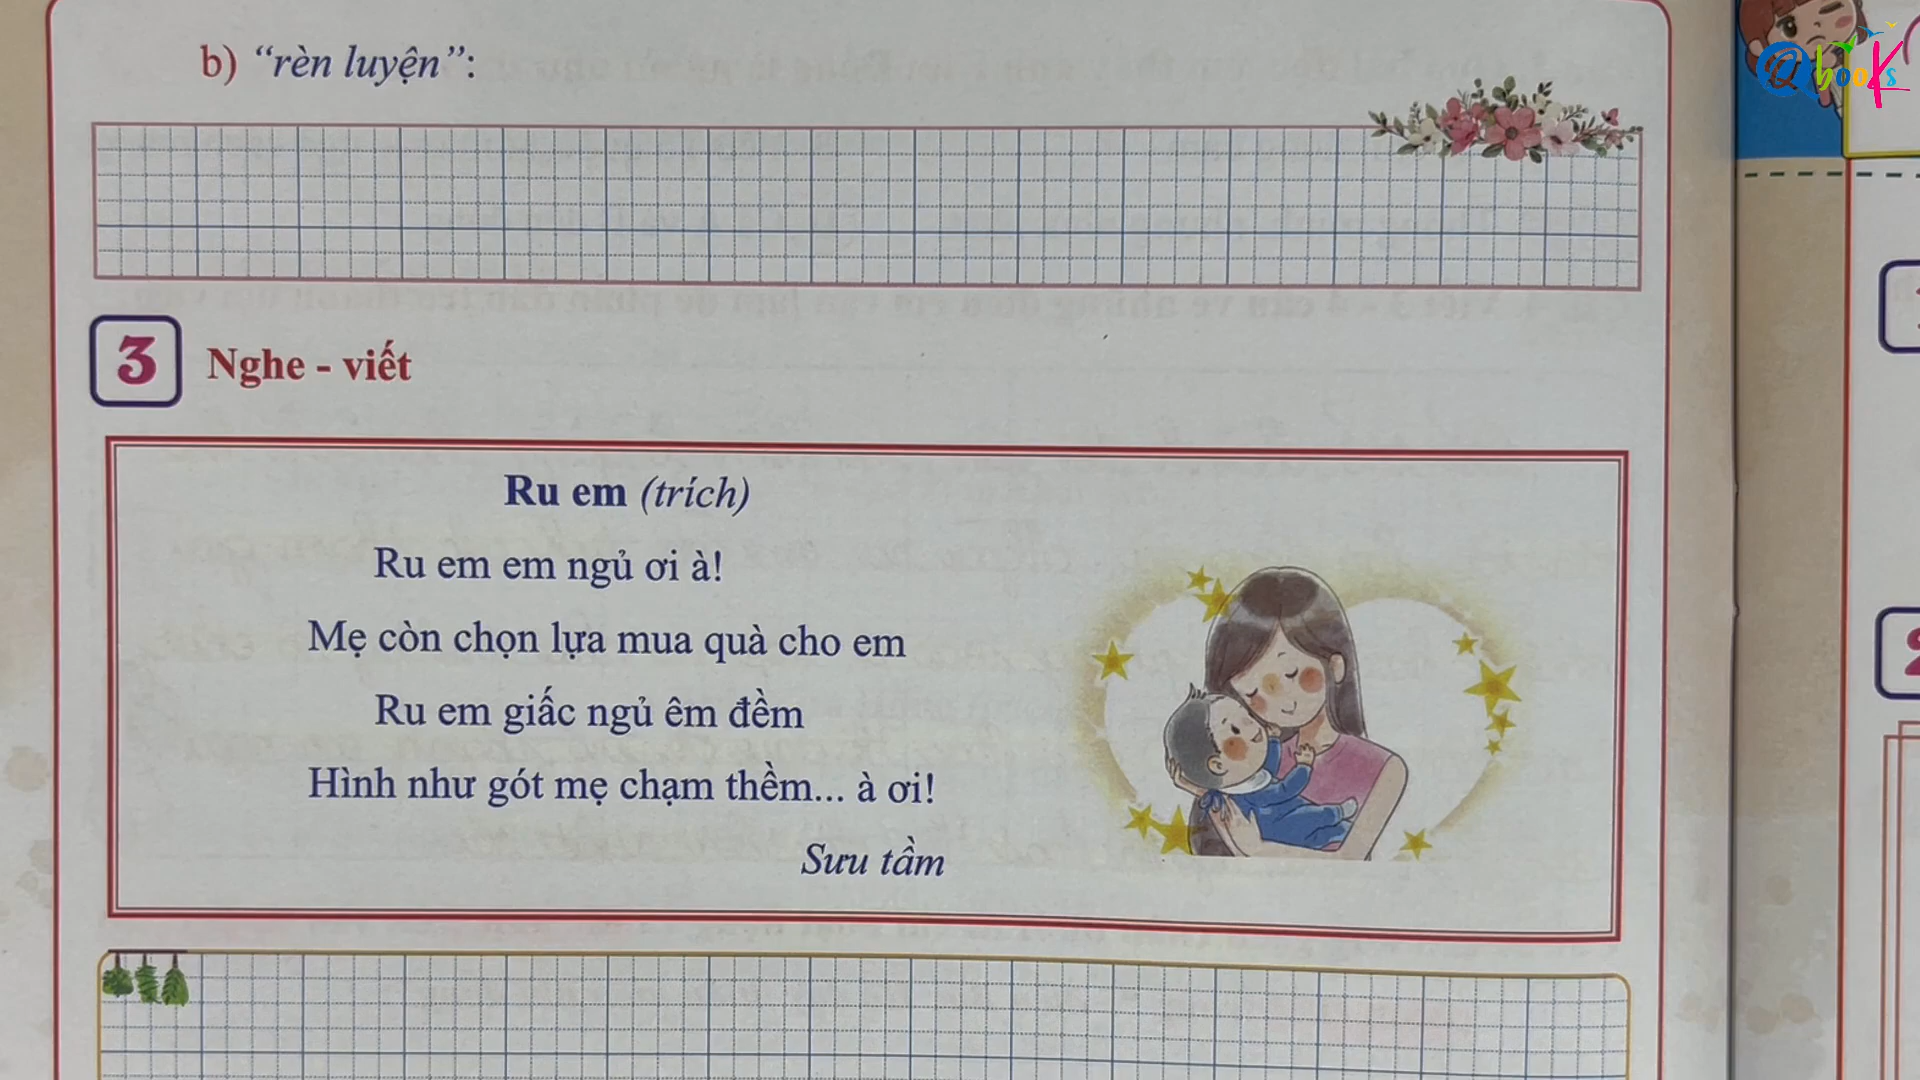 Qbooks
b) “rèn luyện”:
3 Nghe - viết
Ru em (trích)
Ru em em ngủ ơi à!
Mẹ còn chọn lựa mua quà cho em
Ru em giấc ngủ êm đềm
Hình như gót mẹ chạm thềm... à ơi!
Sưu tầm